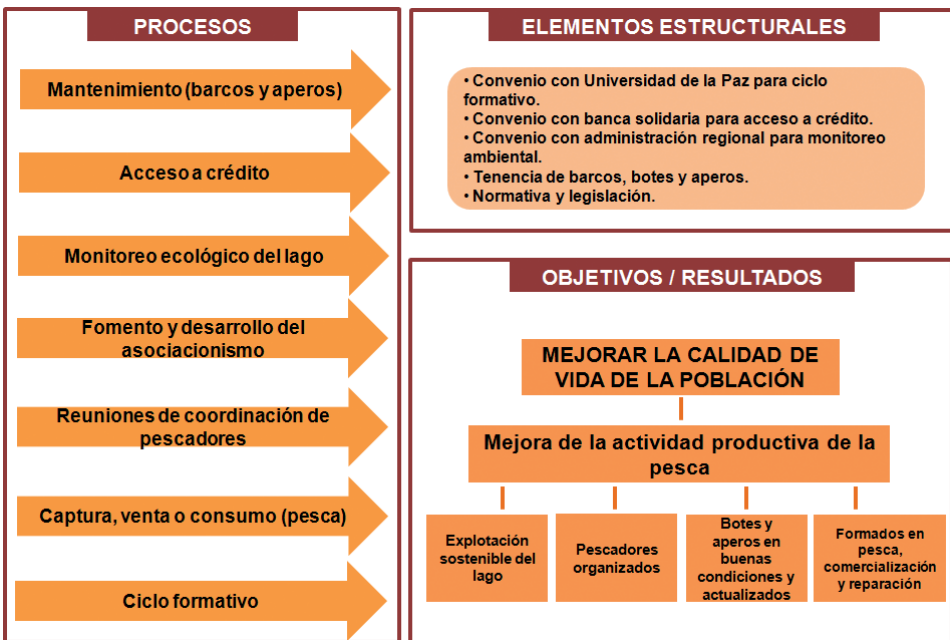 PROCESOS
Mantenimiento (barcos y aperos)
Acceso a crédito
Monitoreo ecológico del lago
Fomento y desarrollo del
asociacionismo
Reuniones de coordinación de
pescadores
Captura, venta o consumo (pesca)
Ciclo formativo
ELEMENTOS ESTRUCTURALES
• Convenio con Universidad de la Paz para ciclo
formativo.
• Convenio con banca solidaria para acceso a crédito.
• Convenio con administración regional para monitoreo
ambiental.
• Tenencia de barcos, botes y aperos.
• Normativa y legislación.
OBJETIVOS / RESULTADOS
MEJORAR LA CALIDAD DE
VIDA DE LA POBLACIÓN
Mejora de la actividad productiva de la
pesca
Explotación
sostenible del
lago
Pescadores
organizados
Botes y
aperos en
buenas
condiciones y
actualizados
Formados en
pesca,
comercialización
y reparación